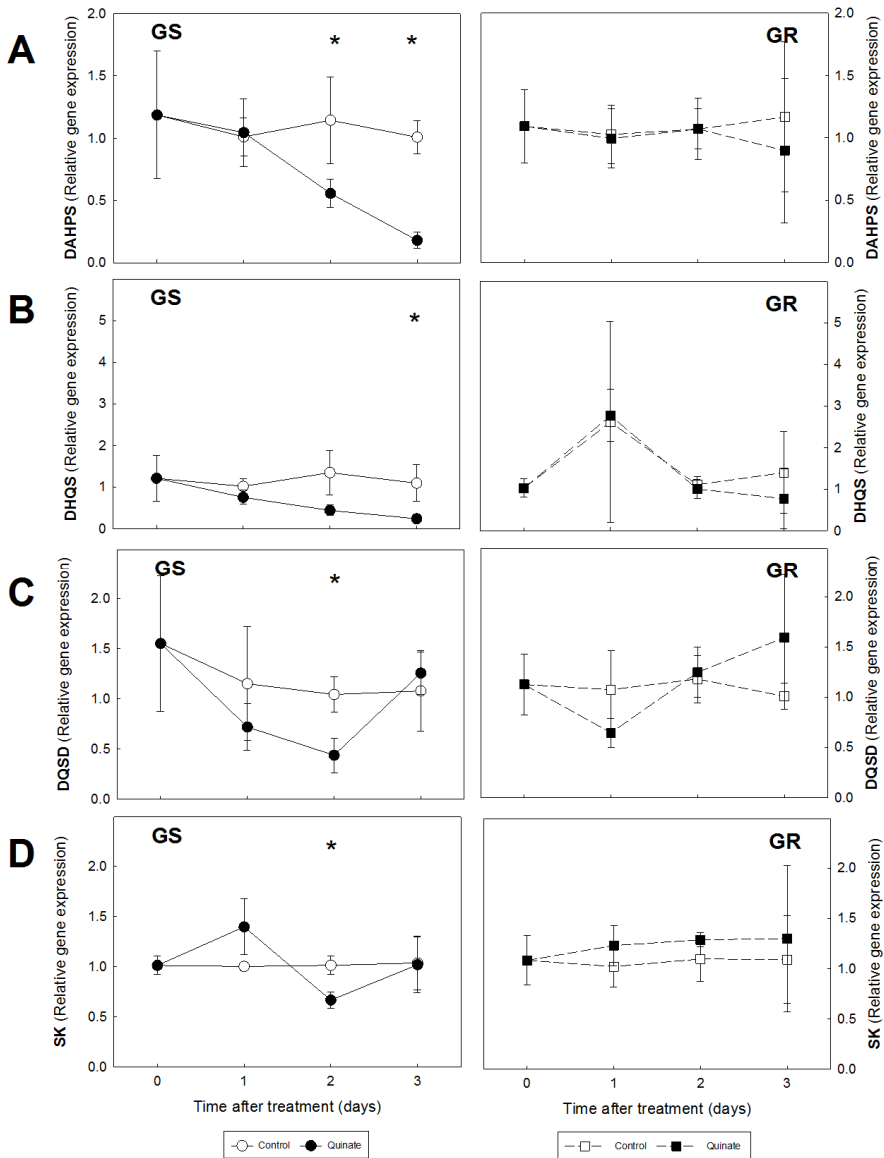 A
GS
* *
DAHPS (Relative gene expression)
2.0
1.5
1.0
0.5
0.0
GR
2.0
1.5
1.0
0.5
0.0
DAHPS (Relative gene expression)
B
GS
*
DHQS (Relative gene expression)
5
4
3
2
1
0
GR
5
4
3
2
1
0
DHQS (Relative gene expression)
C
GS
*
DQSD (Relative gene expression)
2.0
1.5
1.0
0.5
0.0
GR
2.0
1.5
1.0
0.5
0.0
DQSD (Relative gene expression)
D
GS
*
SK (Relative gene expression)
2.0
1.5
1.0
0.5
0.0
0 1 2 3
Time after treatment (days)
Control Quinate
GR
2.0
1.5
1.0
0.5
0.0
SK (Relative gene expression)
0 1 2 3
Time after treatment (days)
Control Quinate